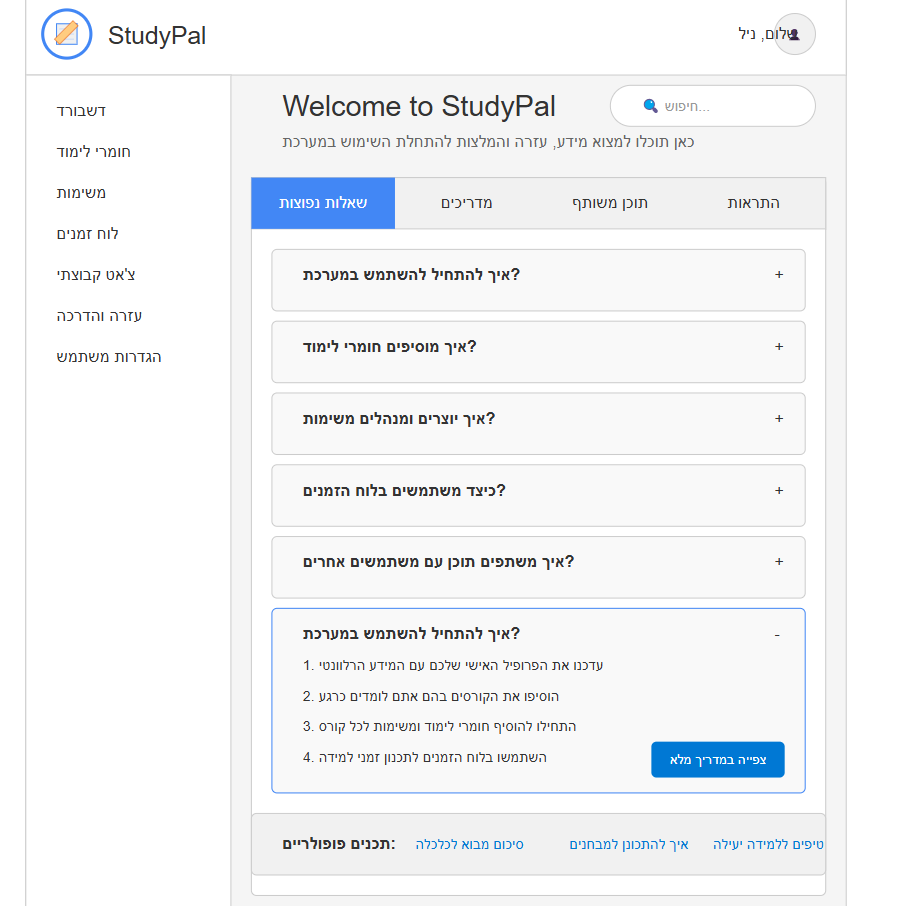 StudyPal
שלום, ניל
דשבורד
חומרי לימוד
משימות
לוח זמנים
צ'אט קבוצתי
עזרה והדרכה
הגדרות משתמש
Welcome to StudyPal
חיפוש...
כאן תוכלו למצוא מידע, עזרה והמלצות להתחלת השימוש במערכת
שאלות נפוצות
מדריכים
תוכן משותף
התראות
איך להתחיל להשתמש במערכת?
+
איך מוסיפים חומרי לימוד?
+
איך יוצרים ומנהלים משימות?
+
כיצד משתמשים בלוח הזמנים?
+
איך משתפים תוכן עם משתמשים אחרים?
+
איך להתחיל להשתמש במערכת?
-
1. עדכנו את הפרופיל האישי שלכם עם המידע הרלוונטי
2. הוסיפו את הקורסים בהם אתם לומדים כרגע
3. התחילו להוסיף חומרי לימוד ומשימות לכל קורס
4. השתמשו בלוח הזמנים לתכנון זמני למידה
צפייה במדריך מלא
תכנים פופולריים:
סיכום מבוא לכלכלה
איך להתכונן למבחנים
טיפים ללמידה יעילה